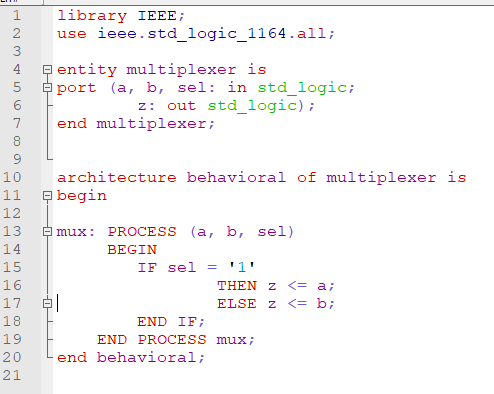 1 library IEEE;
2 use ieee.std_logic_1164.all;
3
4 entity multiplexer is
5 port (a, b, sel: in std_logic;
6 z: out std_logic);
7 end multiplexer;
8
9
10 architecture behavioral of multiplexer is
11 begin
12
13 mux: PROCESS (a, b, sel)
14 BEGIN
15 IF sel = '1'
16 THEN z <= a;
17 ELSE z <= b;
18 END IF;
19 END PROCESS mux;
20 end behavioral;
21